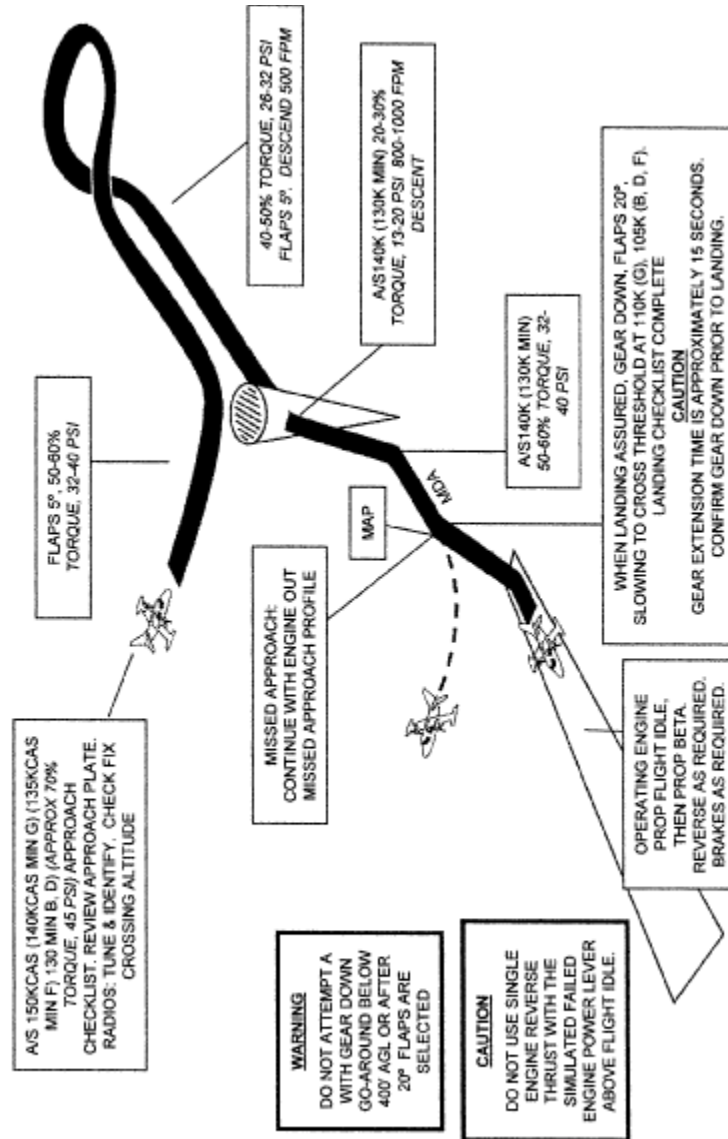 A/S 150KCAS (140KCAS MIN G) (135KCAS
MIN F) 130 MIN B, D) (APPROX 70%
TORQUE, 45 PSI) APPROACH
CHECKLIST. REVIEW APPROACH PLATE.
RADIOS: TUNE & IDENTIFY. CHECK FIX
CROSSING ALTITUDE
FLAPS 5°, 50-60%
TORQUE, 32-40 PSI
40-50% TORQUE, 26-32 PSI
FLAPS 5°. DESCEND 500 FPM
A/S140K (130K MIN) 20-30%
TORQUE, 13-20 PSI 800-1000 FPM
DESCENT
A/S140K (130K MIN)
50-60% TORQUE, 32-
40 PSI
MDA
MAP
MISSED APPROACH:
CONTINUE WITH ENGINE OUT
MISSED APPROACH PROFILE
WHEN LANDING ASSURED, GEAR DOWN, FLAPS 20°,
SLOWING TO CROSS THRESHOLD AT 110K (G), 105K (B, D, F).
LANDING CHECKLIST COMPLETE
CAUTION
GEAR EXTENSION TIME IS APPROXIMATELY 15 SECONDS.
CONFIRM GEAR DOWN PRIOR TO LANDING.
OPERATING ENGINE
PROP FLIGHT IDLE,
THEN PROP BETA.
REVERSE AS REQUIRED.
BRAKES AS REQUIRED.
WARNING
DO NOT ATTEMPT A
WITH GEAR DOWN
GO-AROUND BELOW
400' AGL OR AFTER
20° FLAPS ARE
SELECTED
CAUTION
DO NOT USE SINGLE
ENGINE REVERSE
THRUST WITH THE
SIMULATED FAILED
ENGINE POWER LEVER
ABOVE FLIGHT IDLE.